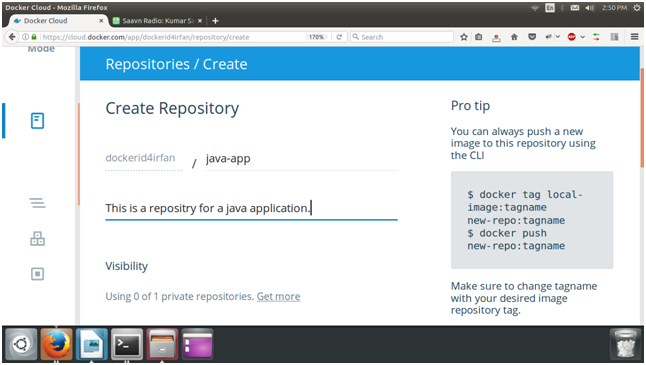 Docker Cloud - Mozilla Firefox
En
2:50 PM
Docker Cloud
Saavn Radio: Kumar Sa
https://cloud.docker.com/app/dockerid4irfan/repository/create
170%
Search
ABP
Mode
Repositories / Create
Create Repository
dockerid4irfan / java-app
This is a repositry for a java application.
Visibility
Using 0 of 1 private repositories. Get more
Pro tip
You can always push a new
image to this repository using
the CLI
$ docker tag local-
image:tagname
new-repo:tagname
$ docker push
new-repo:tagname
Make sure to change tagname
with your desired image
repository tag.